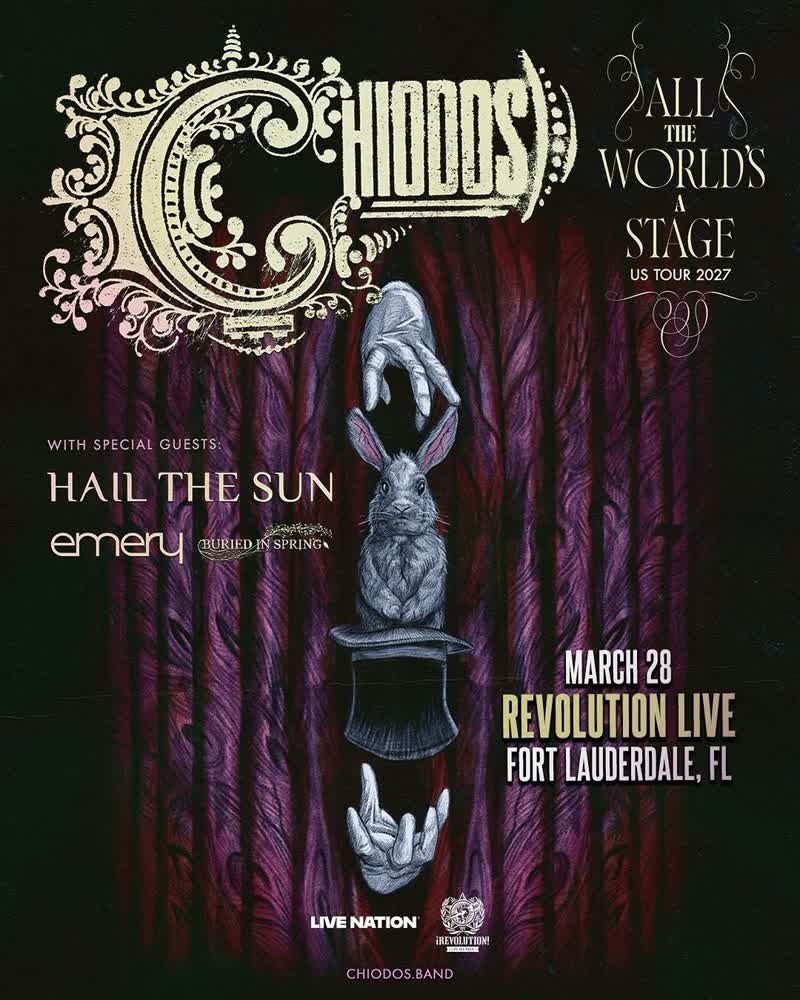 CHIODOS
ALL
THE
WORLD'S
A
STAGE
US TOUR 2027
WITH SPECIAL GUESTS:
HAIL THE SUN
emery BURIED IN SPRING
MARCH 28
REVOLUTION LIVE
FORT LAUDERDALE, FL
LIVE NATION
¡REVOLUTION!
CHIODOS.BAND